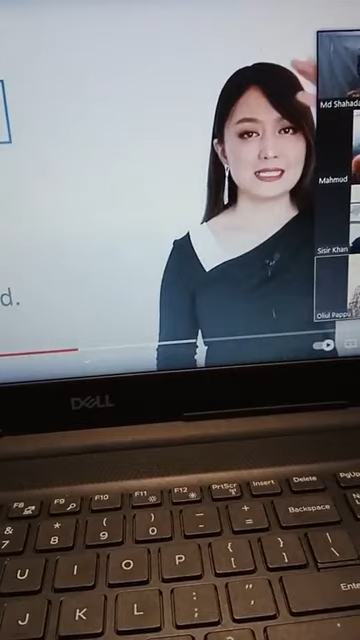 Md Shahada
Mahmud
Sisir Khan
d.
Oliul Pappu
DELL
F8 F9 F10 F11 F12 PrtScr Insert Delete PgUp
& * ( ) _ + Backspace
7 8 9 0 - =
U I O P { } |
[ ] \
J K L : " Enter
; '